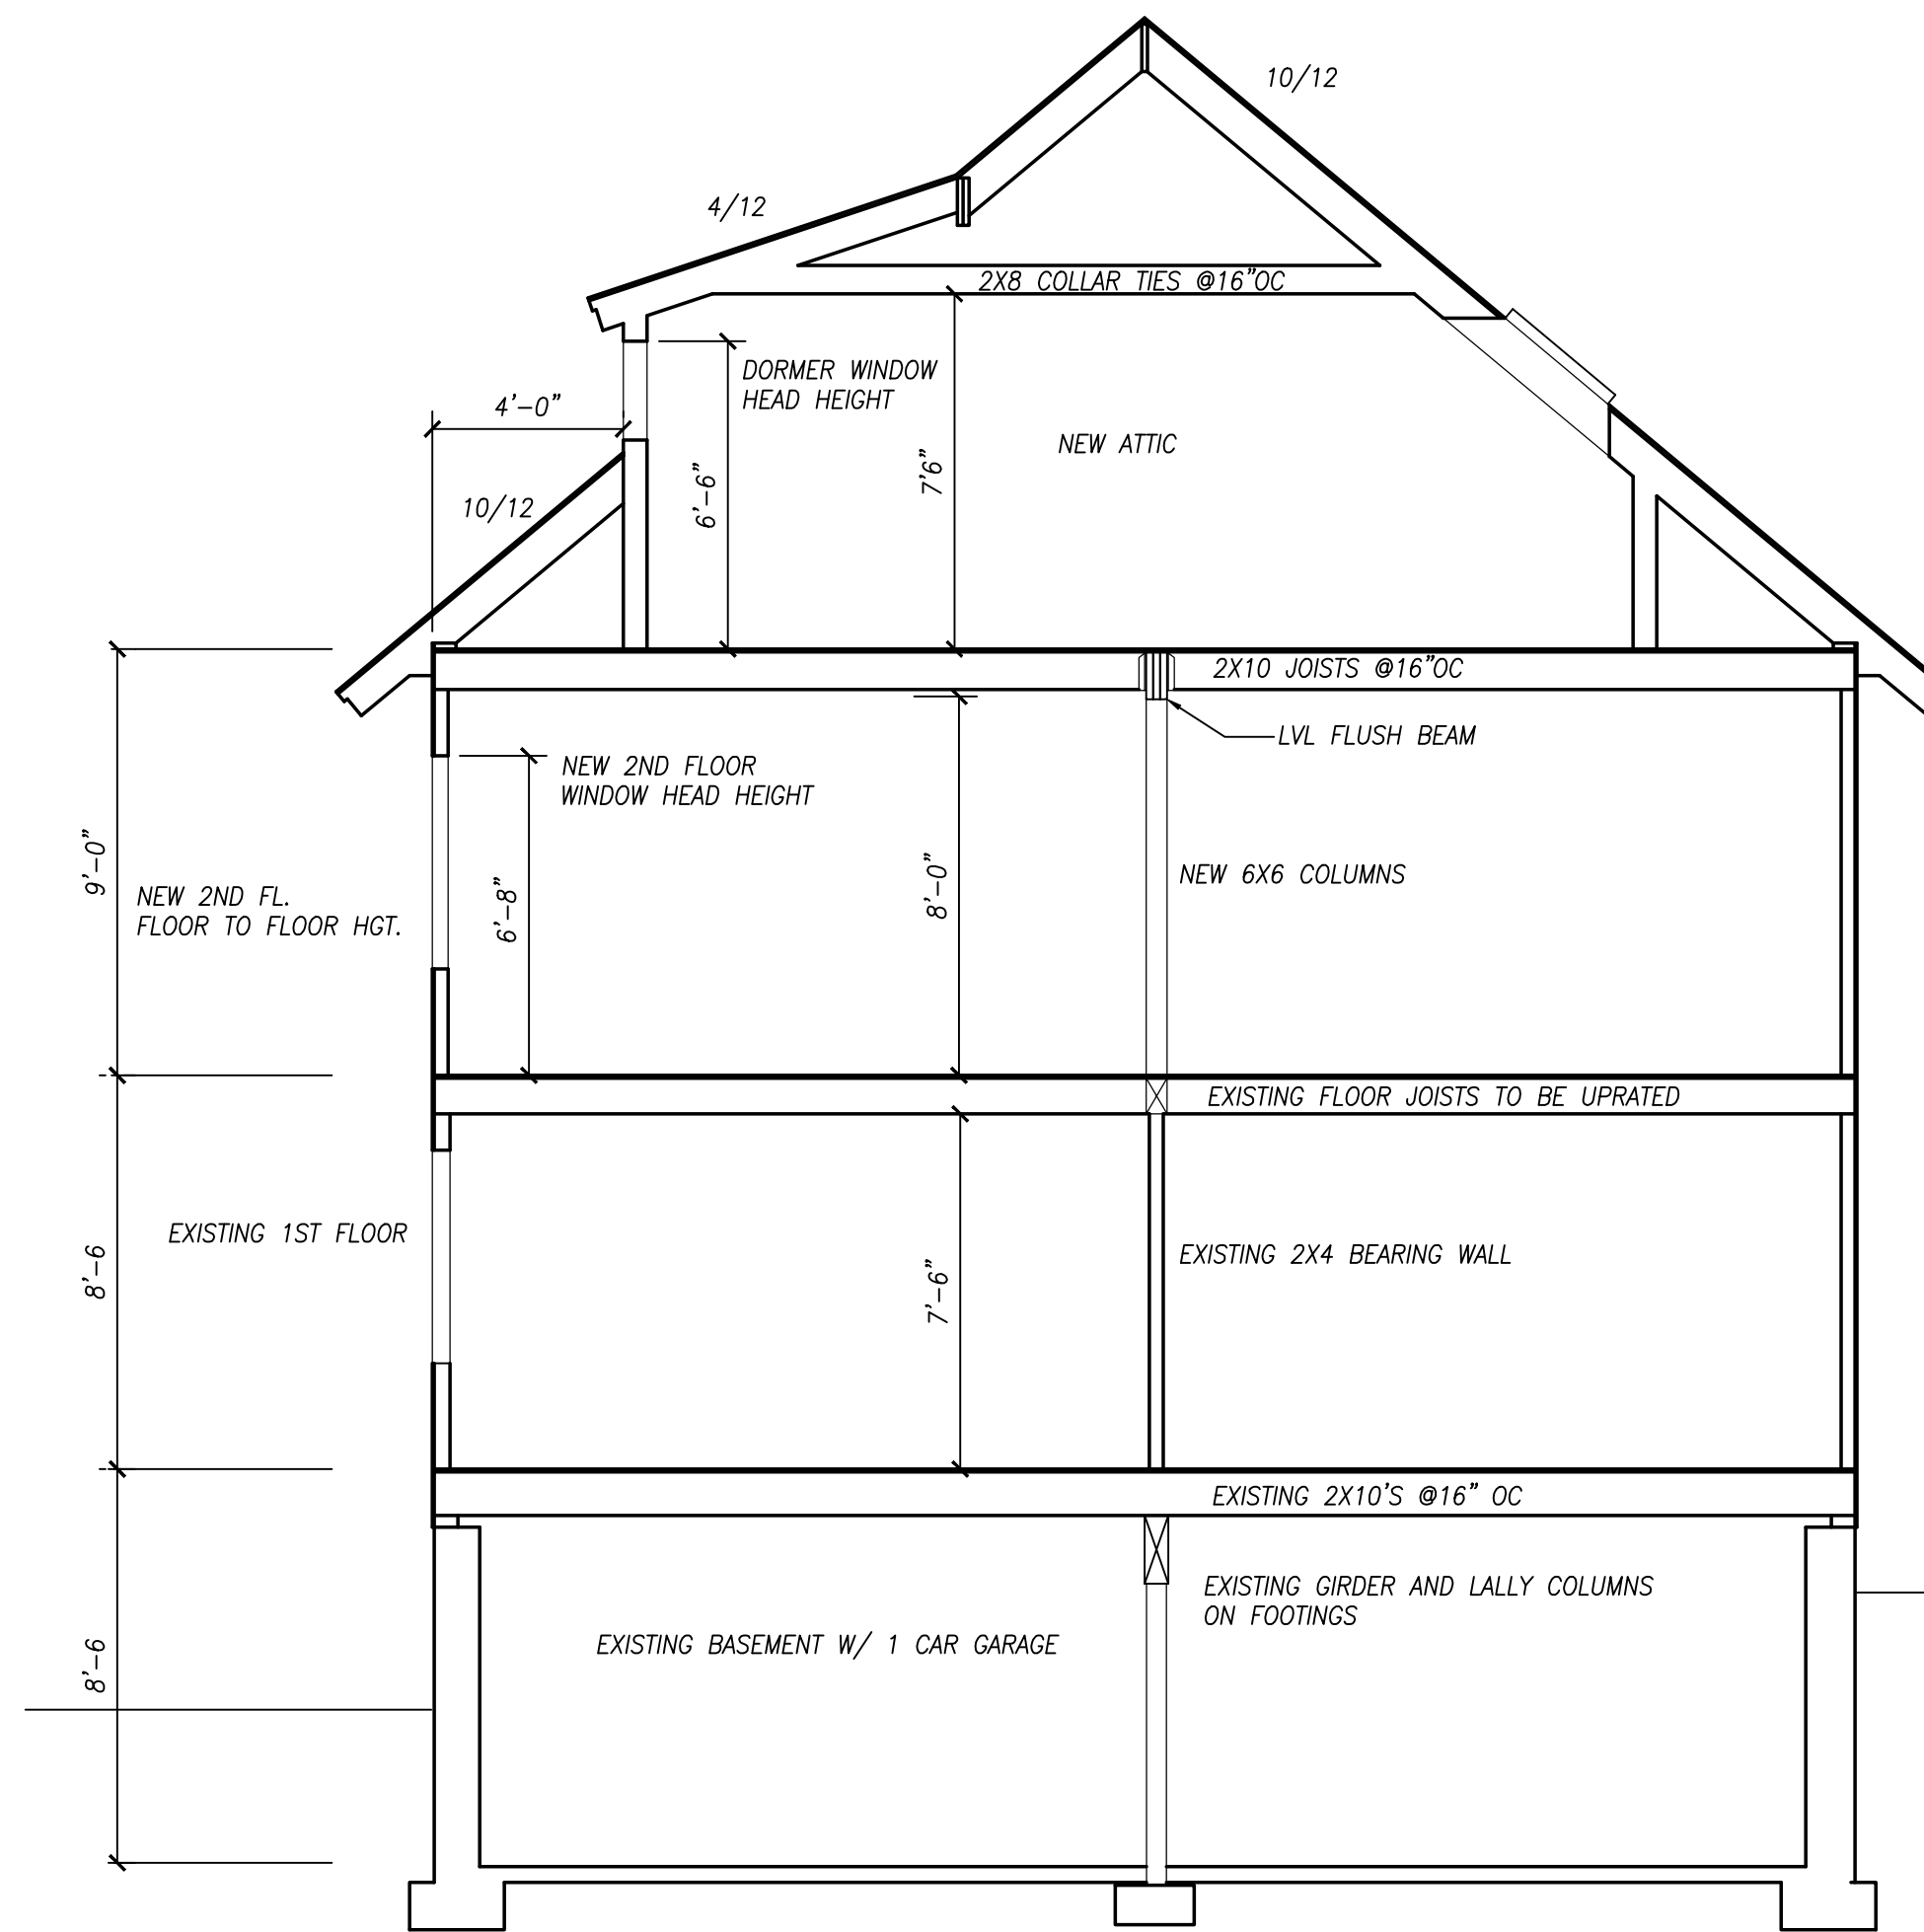 10/12
4/12
2X8 COLLAR TIES @16"OC
DORMER WINDOW
HEAD HEIGHT
4'-0"
NEW ATTIC
6'-6"
7'6"
10/12
2X10 JOISTS @16"OC
LVL FLUSH BEAM
NEW 2ND FLOOR
WINDOW HEAD HEIGHT
9'-0"
NEW 2ND FL.
FLOOR TO FLOOR HGT.
6'-8"
8'-0"
NEW 6X6 COLUMNS
EXISTING FLOOR JOISTS TO BE UPRATED
EXISTING 1ST FLOOR
8'-6
7'-6"
EXISTING 2X4 BEARING WALL
EXISTING 2X10'S @16" OC
EXISTING GIRDER AND LALLY COLUMNS
ON FOOTINGS
EXISTING BASEMENT W/ 1 CAR GARAGE
8'-6